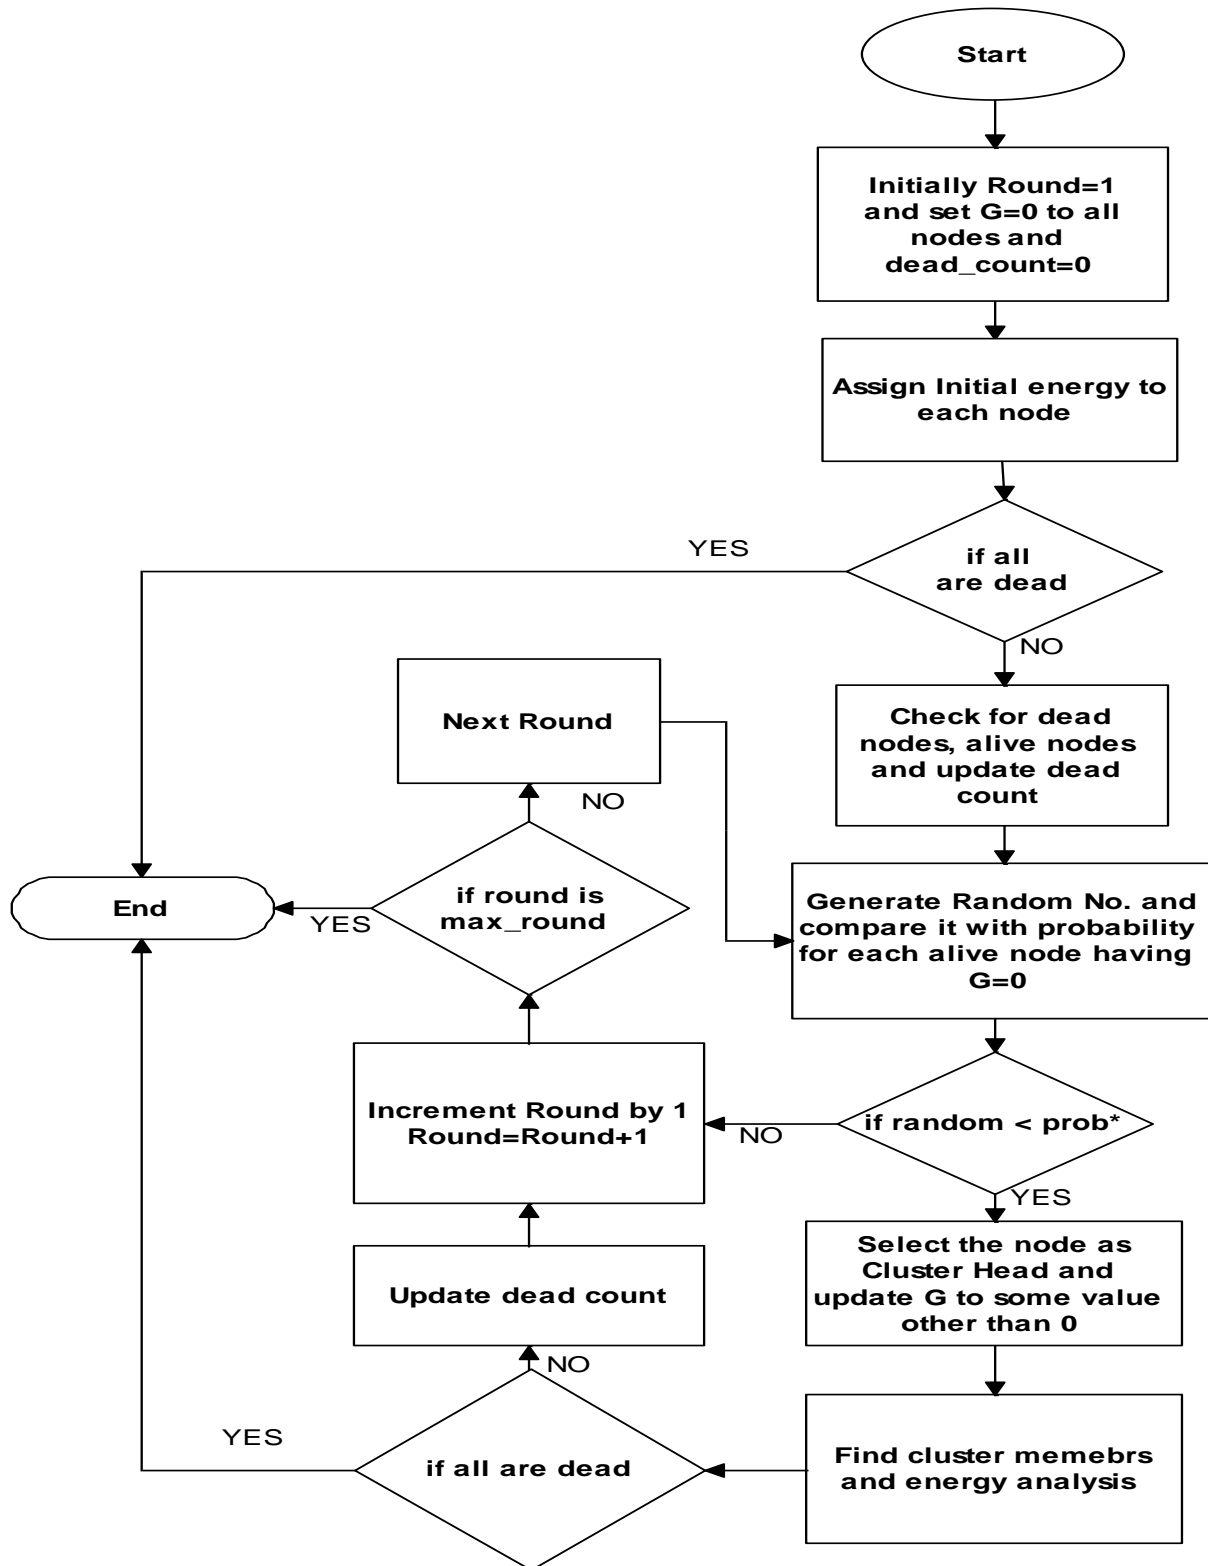 Start
Initially Round=1
and set G=0 to all
nodes and
dead_count=0
Assign Initial energy to
each node
if all
are dead
YES
NO
Check for dead
nodes, alive nodes
and update dead
count
Next Round
NO
if round is
max_round
YES
End
Generate Random No. and
compare it with probability
for each alive node having
G=0
if random < prob*
NO
YES
Increment Round by 1
Round=Round+1
Select the node as
Cluster Head and
update G to some value
other than 0
Update dead count
NO
Find cluster memebrs
and energy analysis
if all are dead
YES